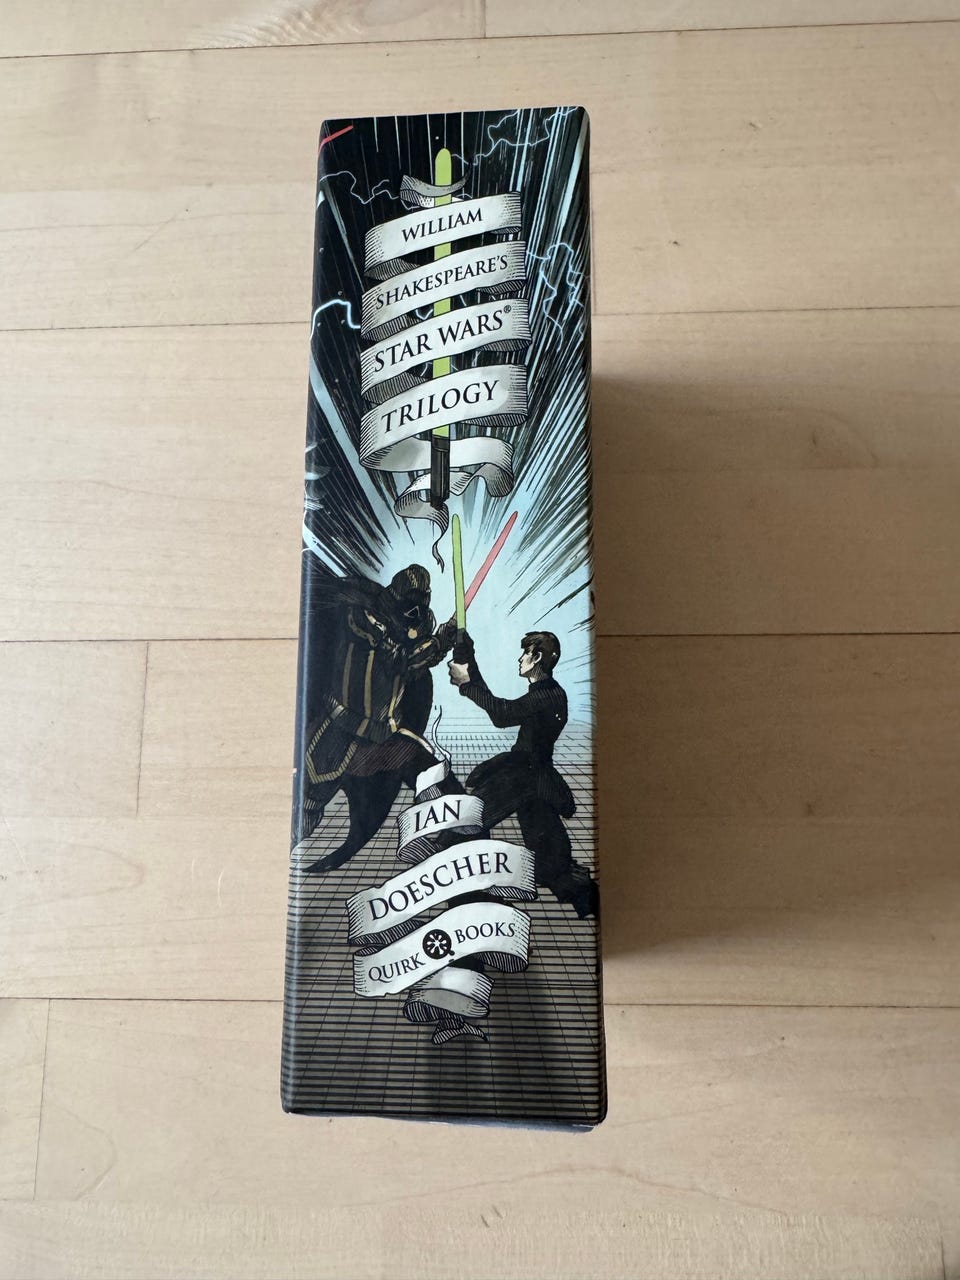 WILLIAM
SHAKESPEARE'S
STAR WARS®
TRILOGY
IAN
DOESCHER
QUIRK BOOKS